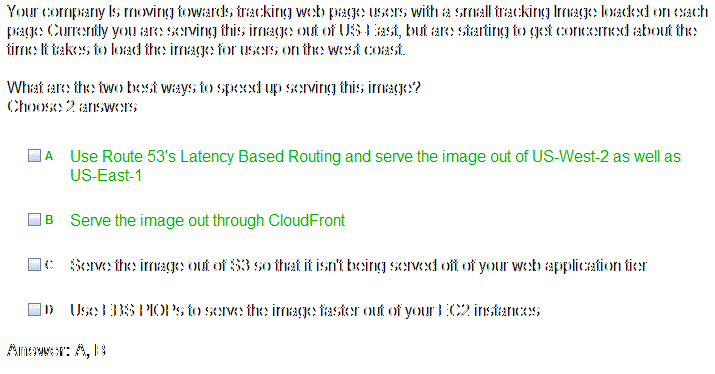 Your company is moving towards tracking web page users with a small tracking image loaded on each
page Currently you are serving this image out of US-East, but are starting to get concerned about the
time It takes to load the image for users on the west coast.
What are the two best ways to speed up serving this image?
Choose 2 answers
A Use Route 53's Latency Based Routing and serve the image out of US-West-2 as well as
US-East-1
B Serve the image out through CloudFront
C Serve the image out of S3 so that it isn't being served oft of your web application tier
D Use EBS PIOPs to serve the image faster out of your EC2 instances
Answer: A, B